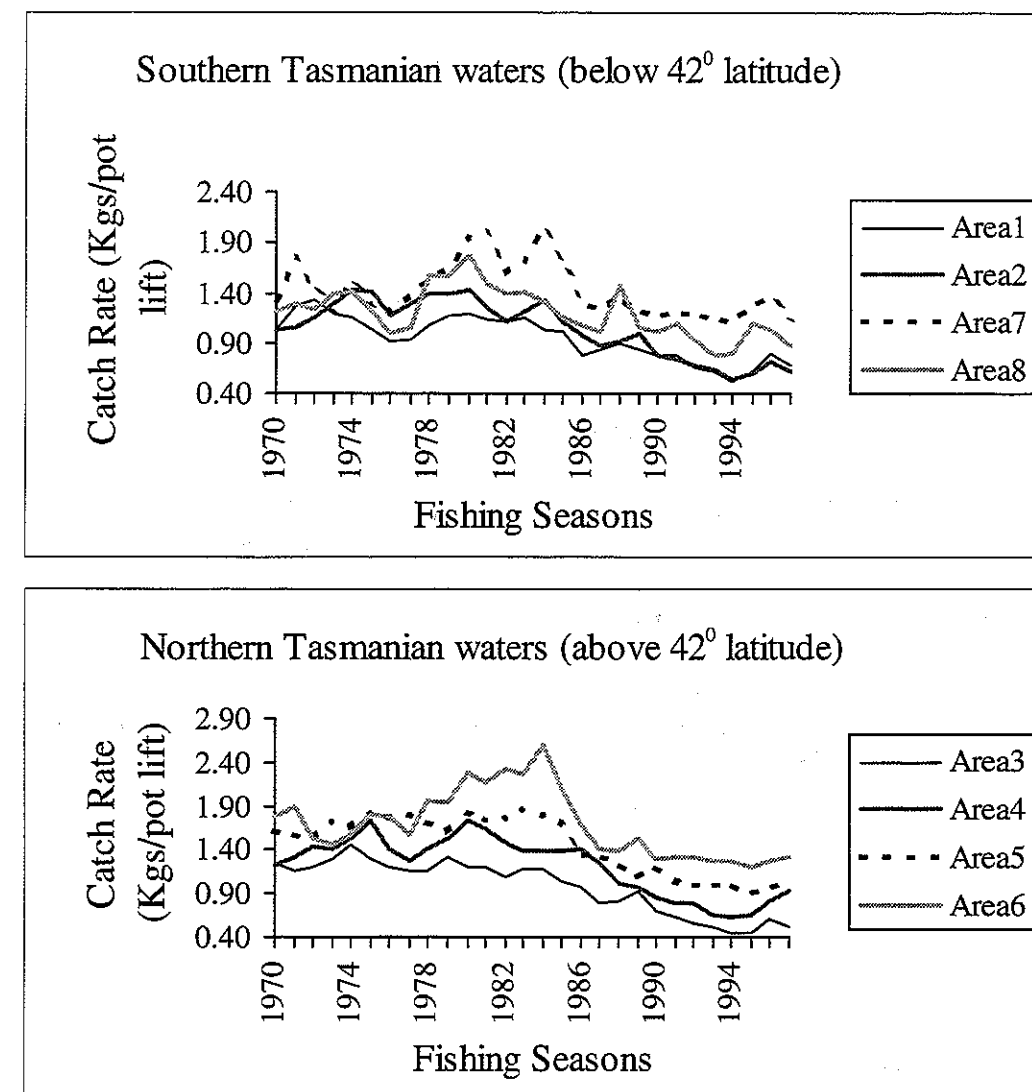 Southern Tasmanian waters (below 42⁰ latitude)
Catch Rate (Kgs/pot
lift)
2.40
1.90
1.40
0.90
0.40
1970
1974
1978
1982
1986
1990
1994
Fishing Seasons
Area1
Area2
Area7
Area8
Northern Tasmanian waters (above 42⁰ latitude)
Catch Rate
(Kgs/pot lift)
2.90
2.40
1.90
1.40
0.90
0.40
1970
1974
1978
1982
1986
1990
1994
Fishing Seasons
Area3
Area4
Area5
Area6